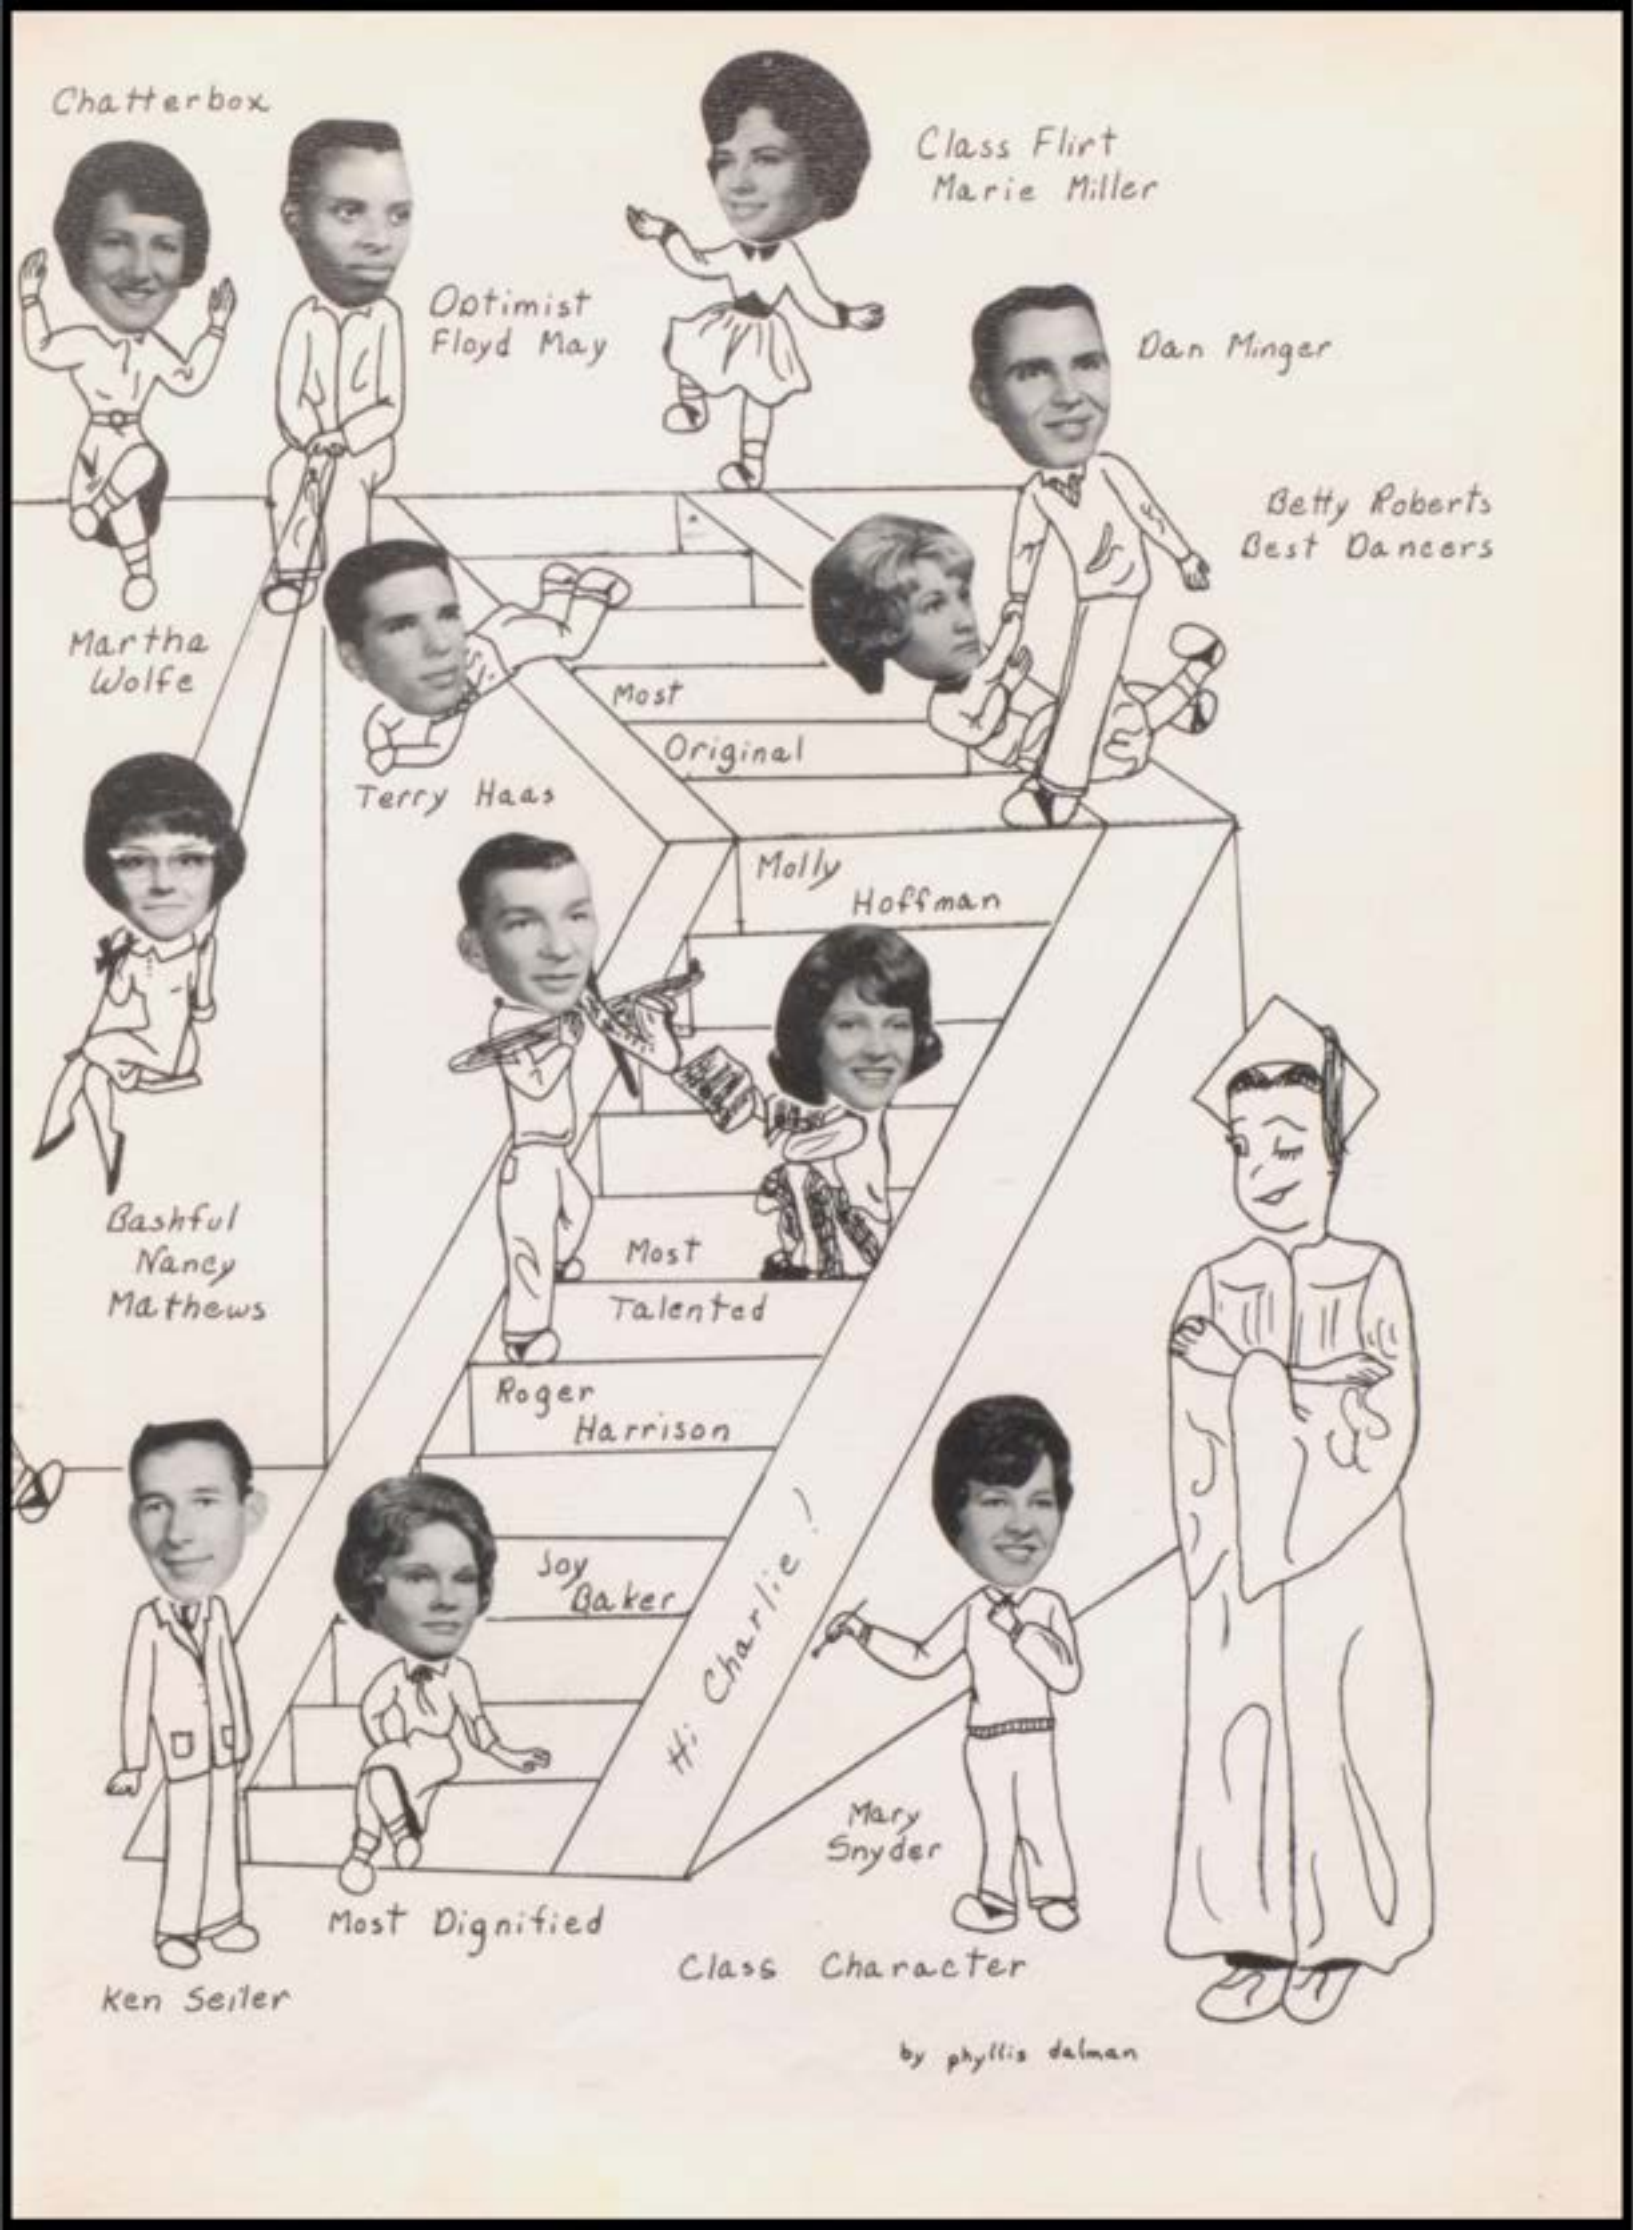 Chatterbox
Class Flirt
Marie Miller
Optimist
Floyd May
Dan Minger
Betty Roberts
Best Dancers
Martha
Wolfe
Most
Original
Terry Haas
Molly
Hoffman
Bashful
Nancy
Mathews
Most
Talented
Roger
Harrison
Joy
Baker
Hi Charlie!
Mary
Snyder
Most Dignified
Class Character
Ken Seiler
by phyllis dalman